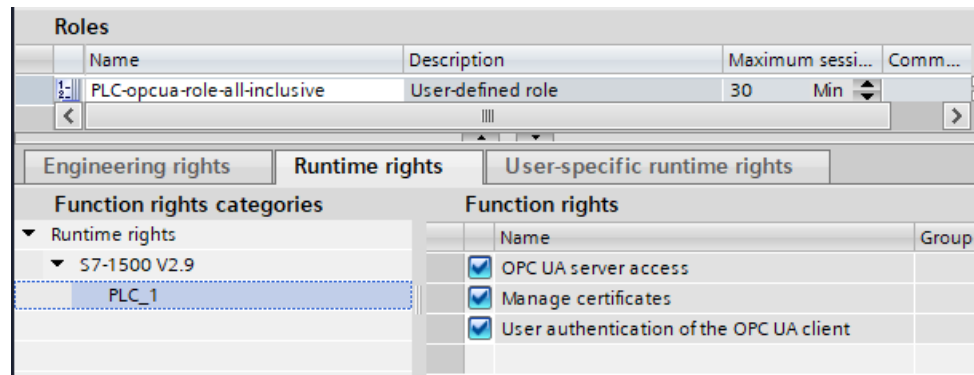 Roles
Name Description Maximum sessi... Comm...
PLC-opcua-role-all-inclusive User-defined role 30 Min
Engineering rights Runtime rights User-specific runtime rights
Function rights categories Function rights
Runtime rights Name Group
S7-1500 V2.9 OPC UA server access
PLC_1 Manage certificates
User authentication of the OPC UA client